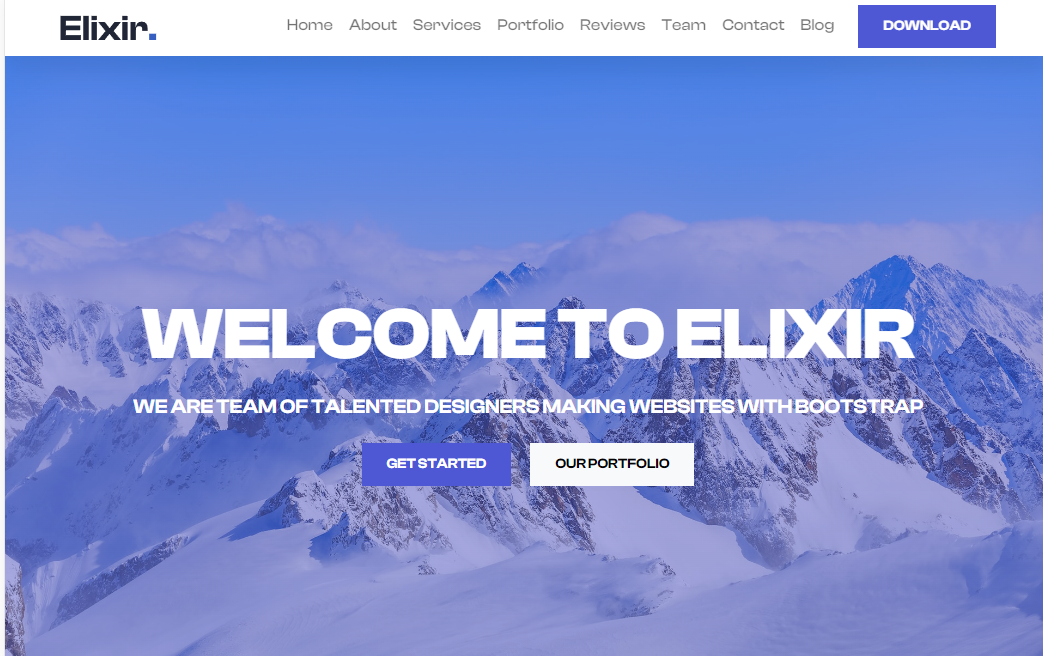 Elixir.
Home About Services Portfolio Reviews Team Contact Blog DOWNLOAD
WELCOME TO ELIXIR
WE ARE TEAM OF TALENTED DESIGNERS MAKING WEBSITES WITH BOOTSTRAP
GET STARTED OUR PORTFOLIO